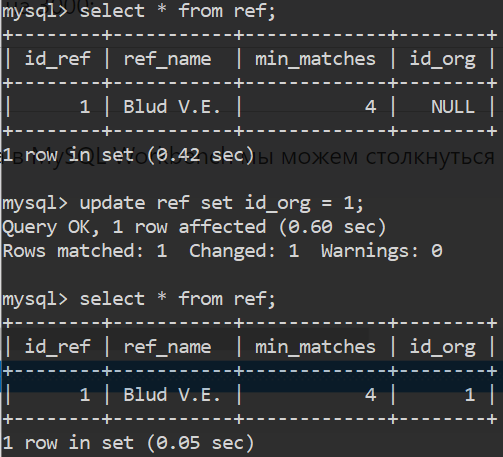 mysql> select * from ref;
+--------+-----------+-------------+--------+
| id_ref | ref_name  | min_matches | id_org |
+--------+-----------+-------------+--------+
|      1 | Blud V.E. |           4 |   NULL |
+--------+-----------+-------------+--------+
1 row in set (0.42 sec)
мы можем столкнуться
mysql> update ref set id_org = 1;
Query OK, 1 row affected (0.60 sec)
Rows matched: 1  Changed: 1  Warnings: 0
mysql> select * from ref;
+--------+-----------+-------------+--------+
| id_ref | ref_name  | min_matches | id_org |
+--------+-----------+-------------+--------+
|      1 | Blud V.E. |           4 |      1 |
+--------+-----------+-------------+--------+
1 row in set (0.05 sec)